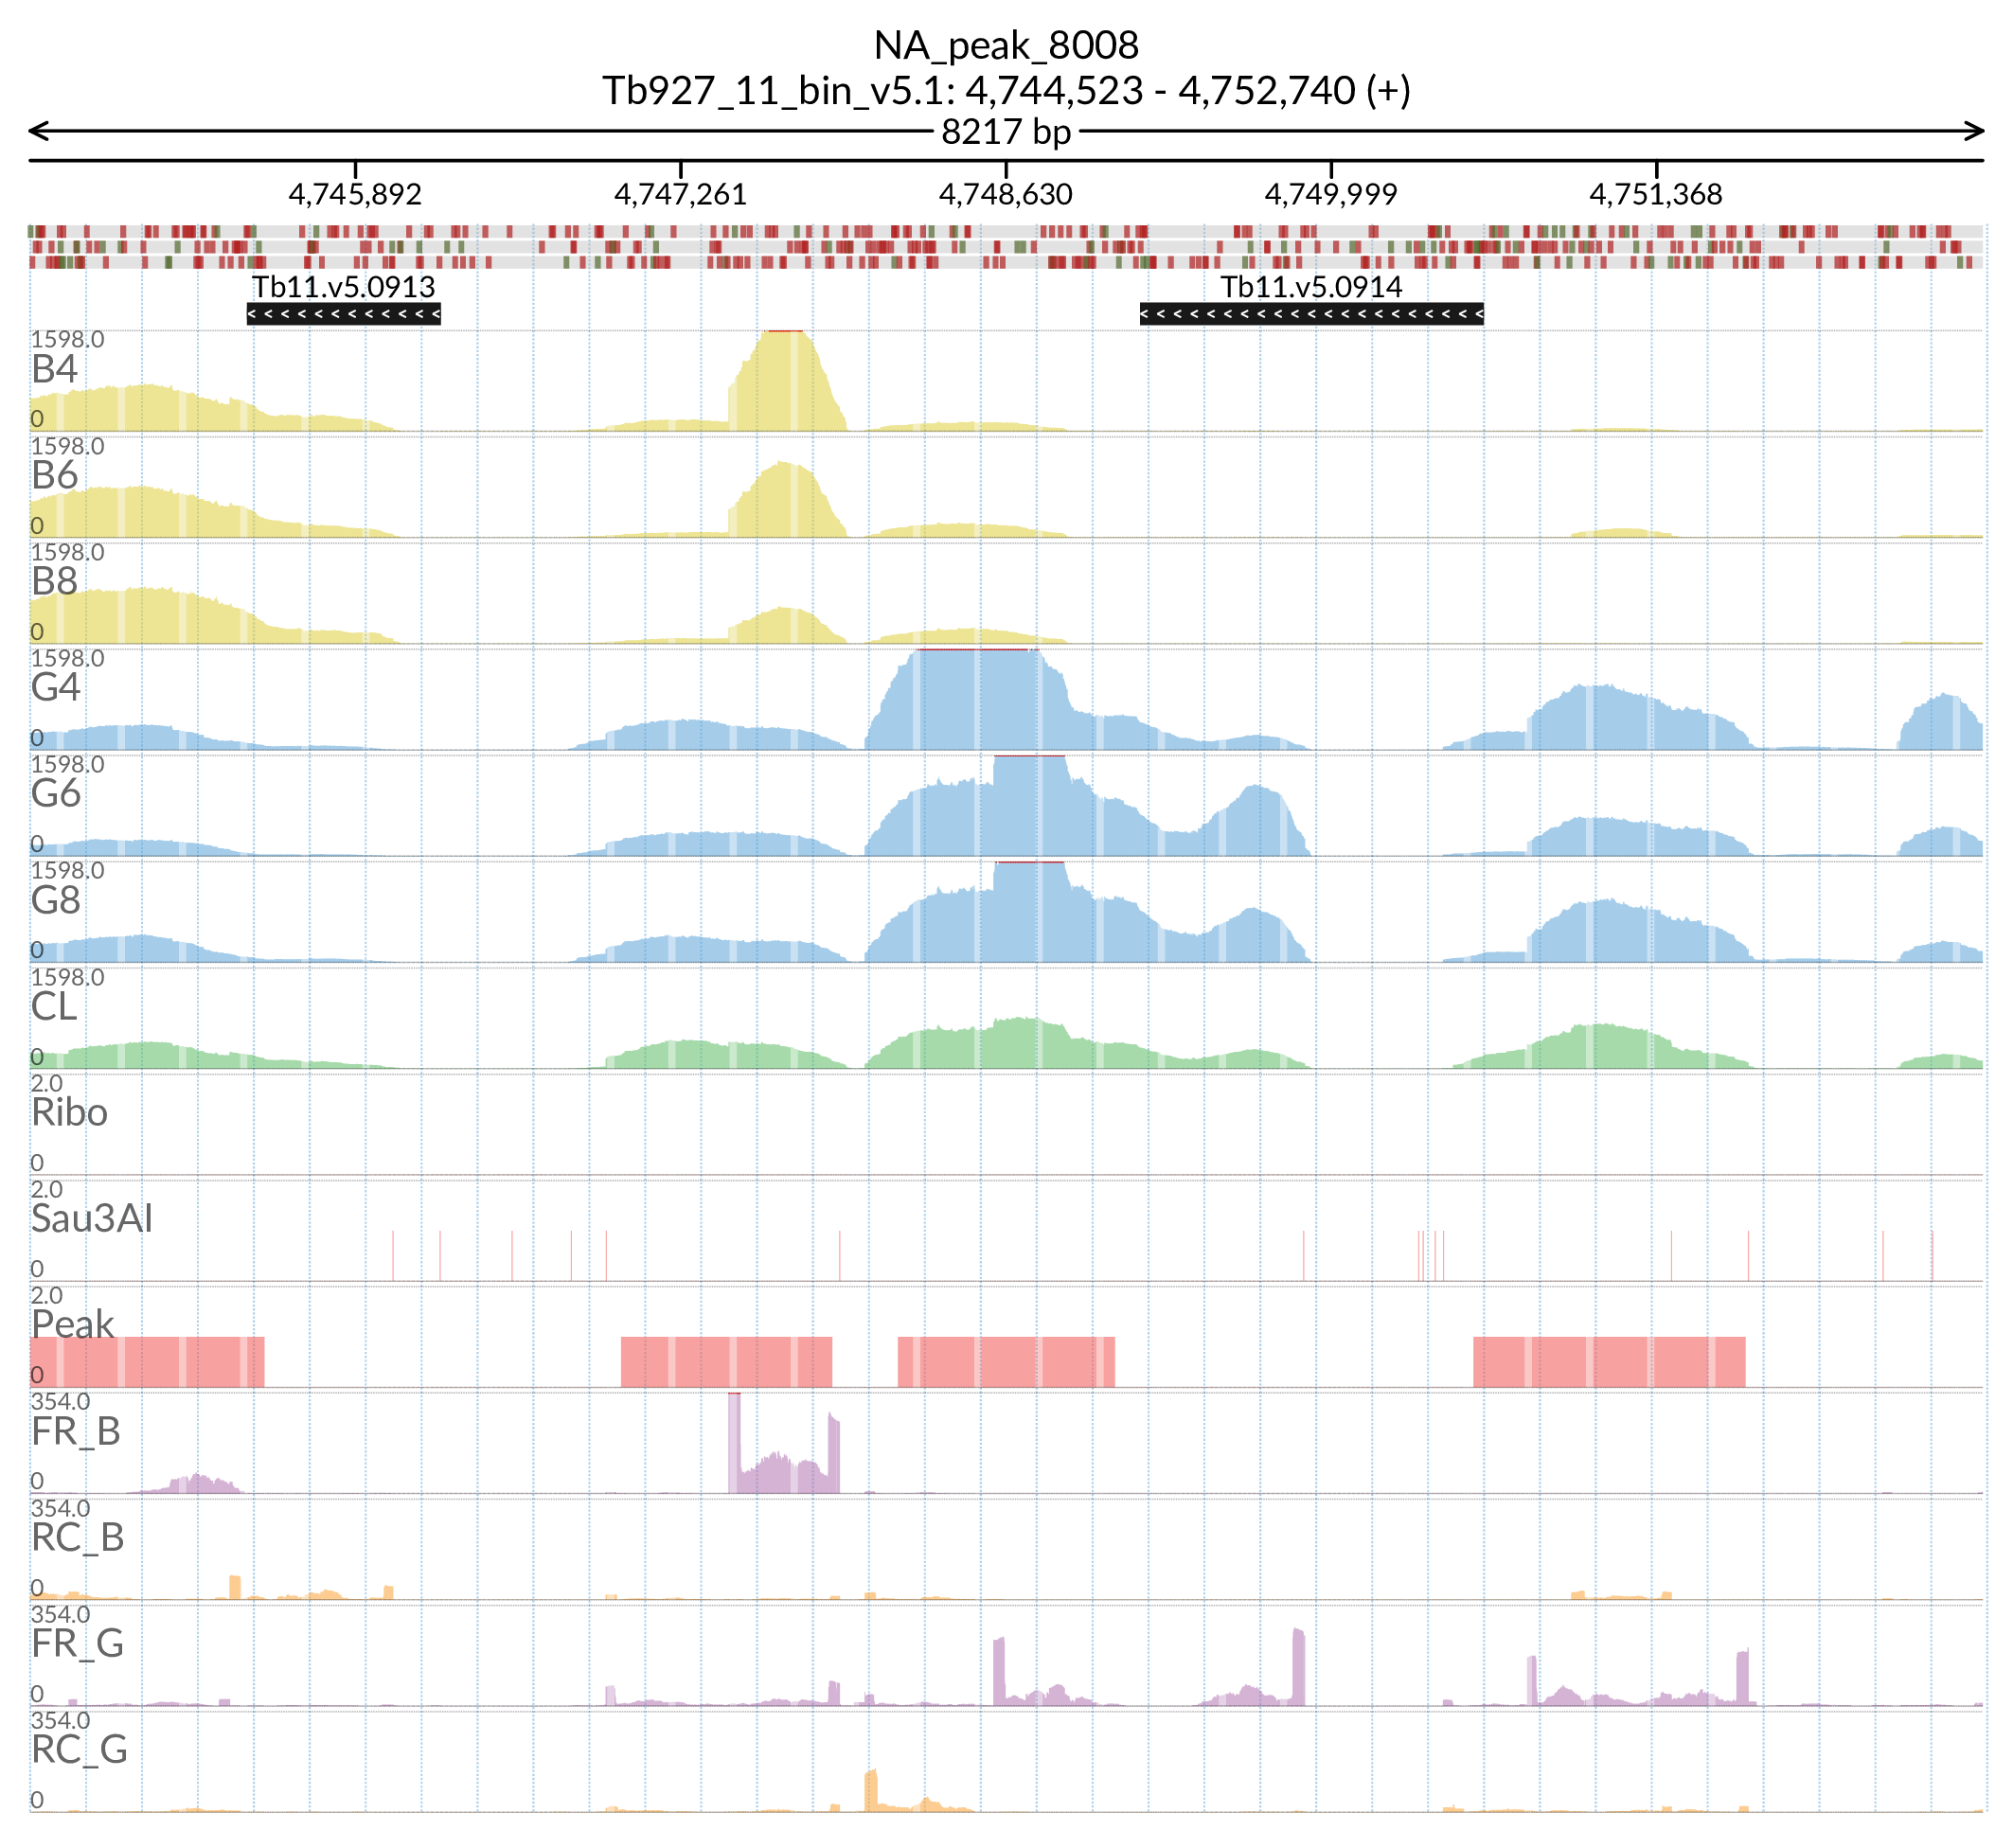 NA_peak_8008
Tb927_11_bin_v5.1: 4,744,523 - 4,752,740 (+)
8217 bp
4,745,892 4,747,261 4,748,630 4,749,999 4,751,368
Tb11.v5.0913 Tb11.v5.0914
1598.0
B4
0
1598.0
B6
0
1598.0
B8
0
1598.0
G4
0
1598.0
G6
0
1598.0
G8
0
1598.0
CL
0
2.0
Ribo
0
2.0
Sau3AI
0
2.0
Peak
0
354.0
FR_B
0
354.0
RC_B
0
354.0
FR_G
0
354.0
RC_G
0